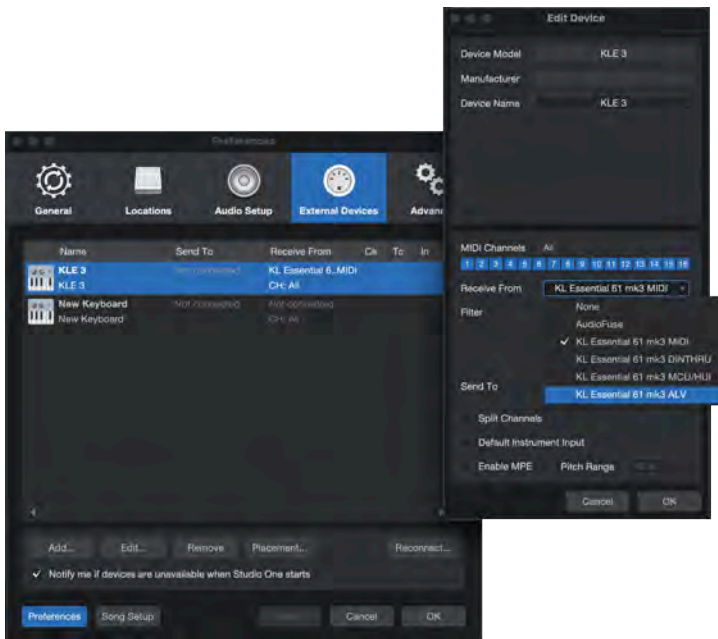 Edit Device
Device Model KLE 3
Manufacturer
Device Name KLE 3
MIDI Channels All
1 2 3 4 5 6 7 8 9 10 11 12 13 14 15 16
Receive From KL Essential 61 mk3 MIDI
Filter
None
AudioFuse
✓ KL Essential 61 mk3 MIDI
KL Essential 61 mk3 DINTHRU
KL Essential 61 mk3 MCU/HUI
KL Essential 61 mk3 ALV
Send To
Split Channels
Default Instrument Input
Enable MPE Pitch Range
Cancel OK
Preferences
General Locations Audio Setup External Devices Advan
Name Send To Receive From Ck Tc In
KLE 3 Not connected KL Essential 6..MIDI
KLE 3 CH: All
New Keyboard Not connected Not connected
New Keyboard CH: All
Add... Edit... Remove Placement... Reconnect...
✓ Notify me if devices are unavailable when Studio One starts
Preferences Song Setup Cancel OK